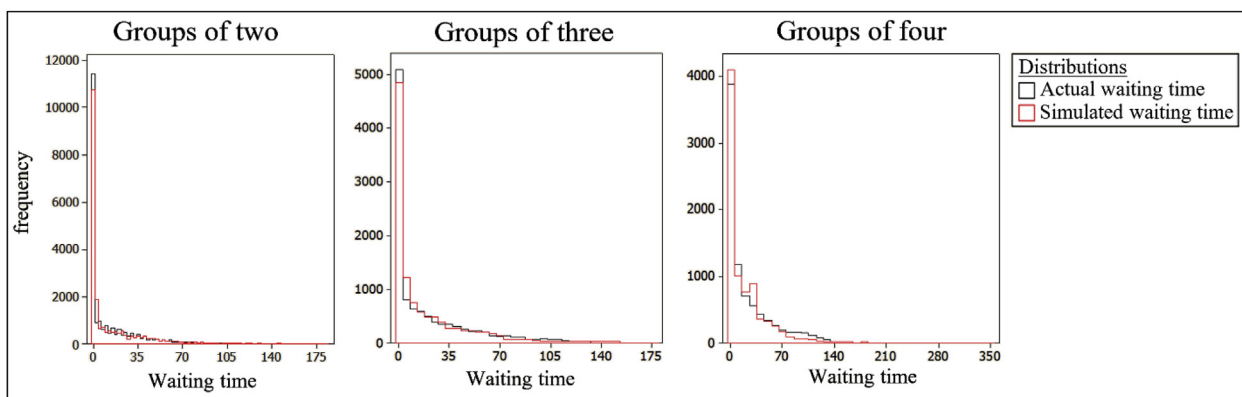 Groups of two
Groups of three
Groups of four
Distributions
Actual waiting time
Simulated waiting time
frequency
12000
10000
8000
6000
4000
2000
0
0 35 70 105 140 175
Waiting time
5000
4000
3000
2000
1000
0
0 35 70 105 140 175
Waiting time
4000
3000
2000
1000
0
0 70 140 210 280 350
Waiting time